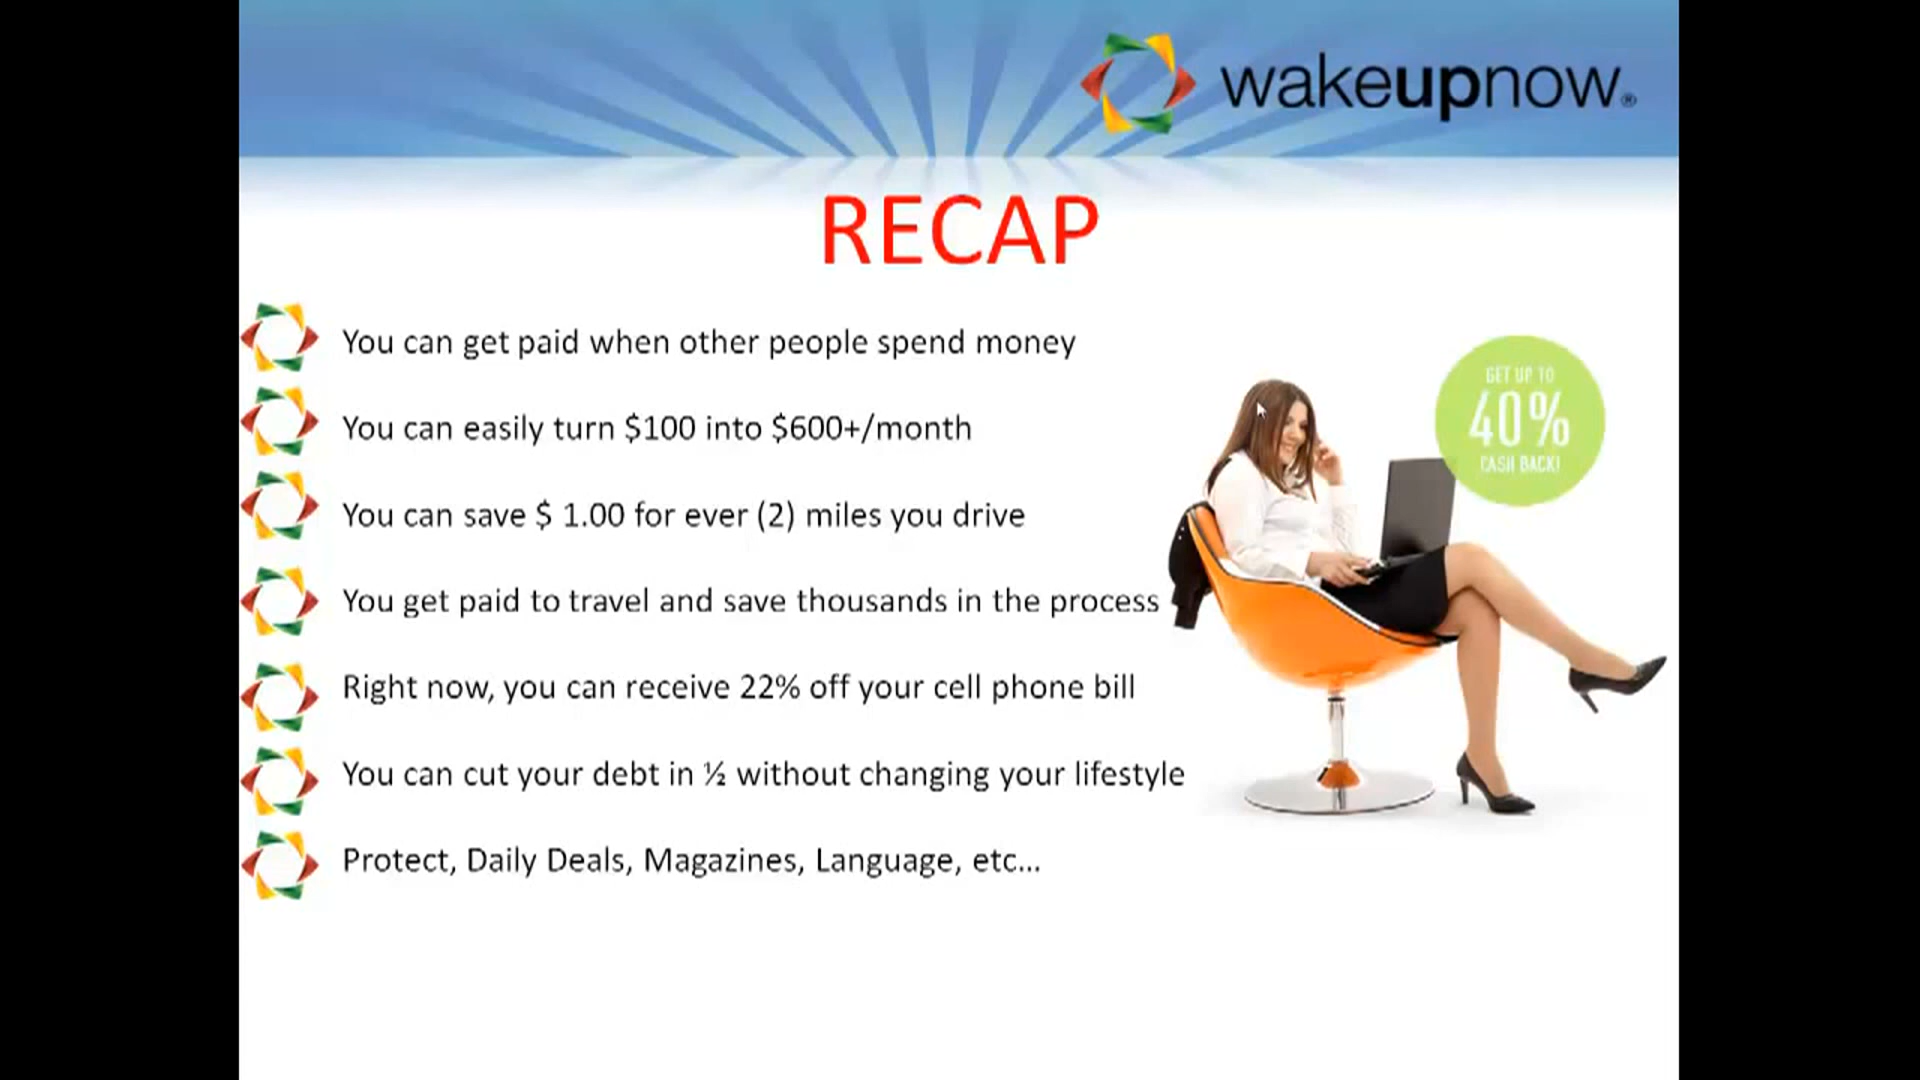 wakeupnow®
RECAP
You can get paid when other people spend money
You can easily turn $100 into $600+/month
You can save $ 1.00 for ever (2) miles you drive
You get paid to travel and save thousands in the process
Right now, you can receive 22% off your cell phone bill
You can cut your debt in ½ without changing your lifestyle
Protect, Daily Deals, Magazines, Language, etc...
GET UP TO
40%
CASH BACK!